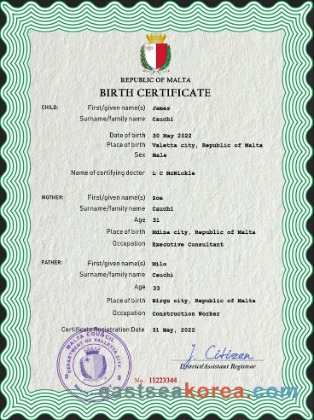 REPUBLIC OF MALTA
BIRTH CERTIFICATE
CHILD: First/given name(s) James
Surname/family name Cauchi
Date of birth 30 May 2022
Place of birth Valetta city, Republic of Malta
Sex Male
Name of certifying doctor L C McNickle
MOTHER: First/given name(s) Zoe
Surname/family name Cauchi
Age 31
Place of birth Mdina city, Republic of Malta
Occupation Executive Consultant
FATHER: First/given name(s) Milo
Surname/family name Cauchi
Age 33
Place of birth Birgo city, Republic of Malta
Occupation Construction Worker
Certificate Registration Date 31 May, 2022
MALTA COUNCIL
DEPARTMENT OF VALLETTA CITY
J. Citizen
District/Assistant Registrar
No. 11223344
eastseakorea.com